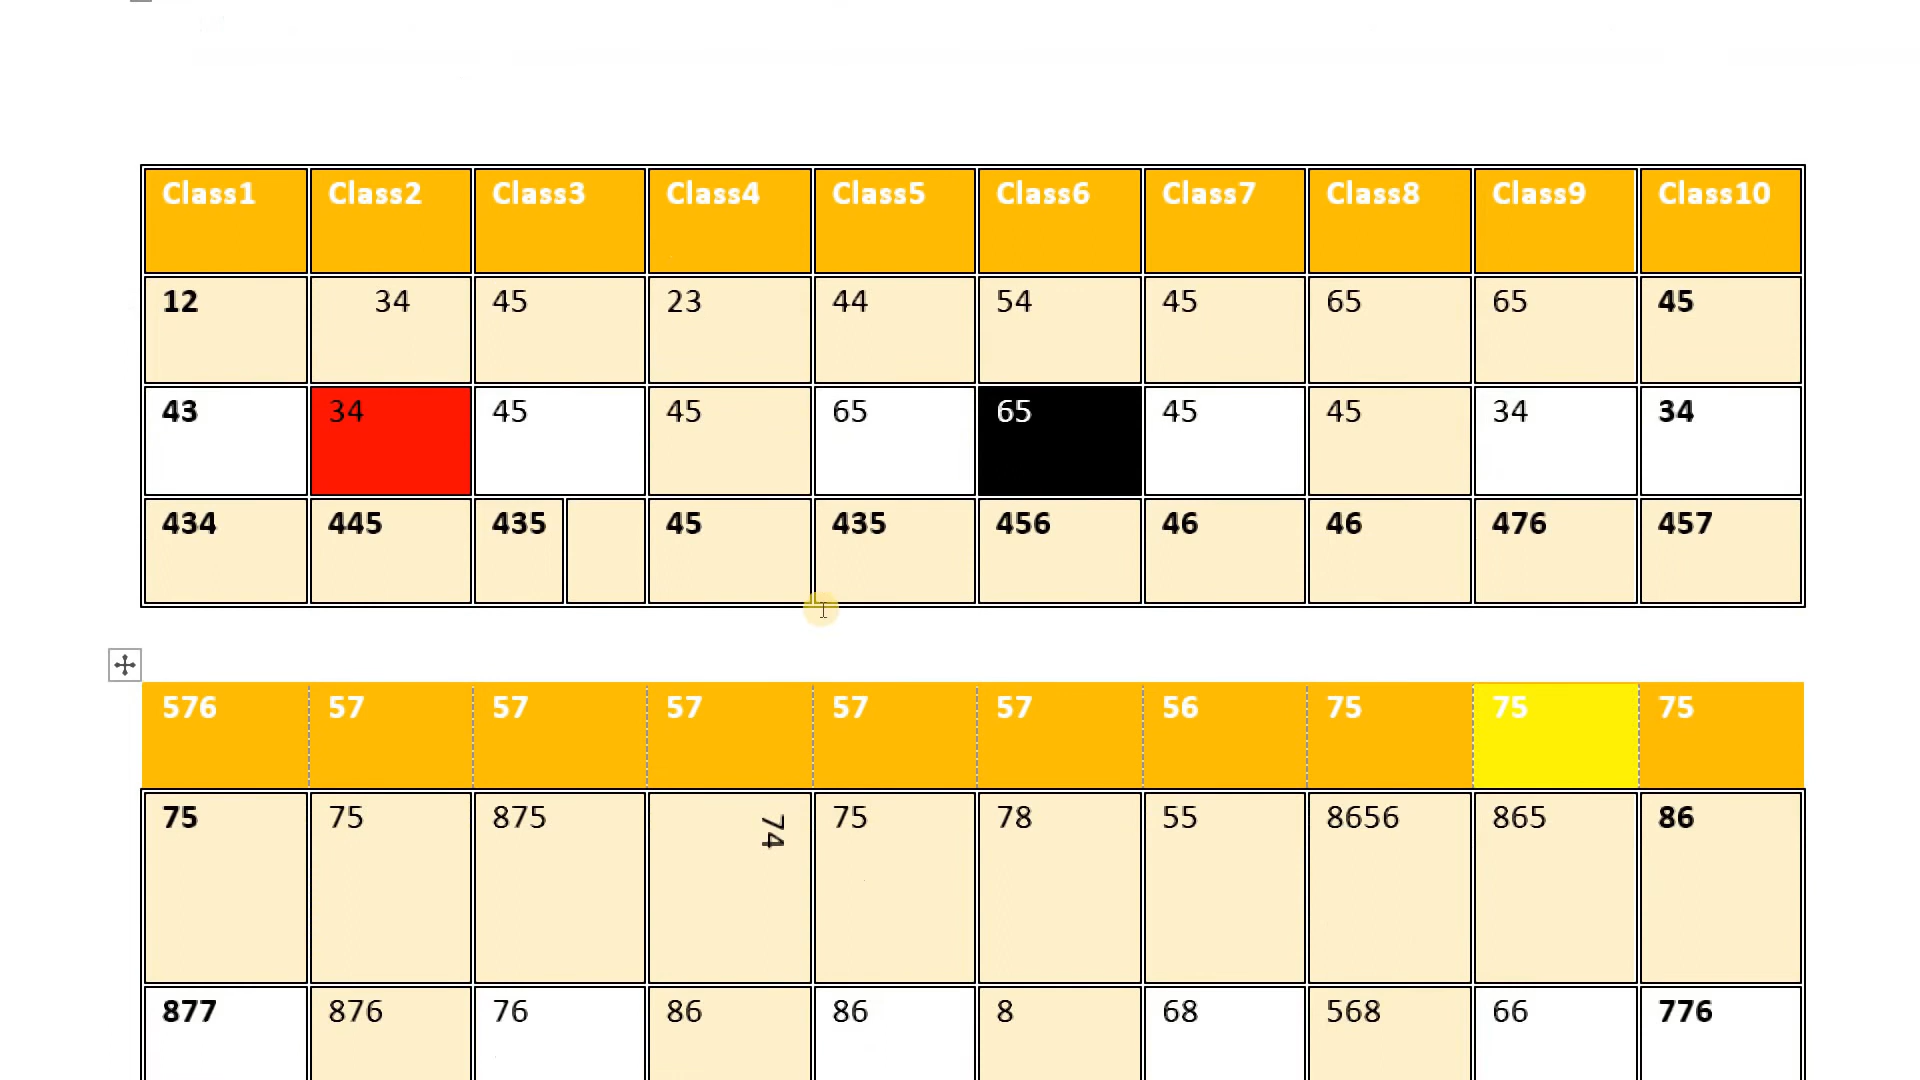 Class1 Class2 Class3 Class4 Class5 Class6 Class7 Class8 Class9 Class10
12 34 45 23 44 54 45 65 65 45
43 34 45 45 65 65 45 45 34 34
434 445 435 45 435 456 46 46 476 457
576 57 57 57 57 57 56 75 75 75
75 75 875 74 75 78 55 8656 865 86
877 876 76 86 86 8 68 568 66 776